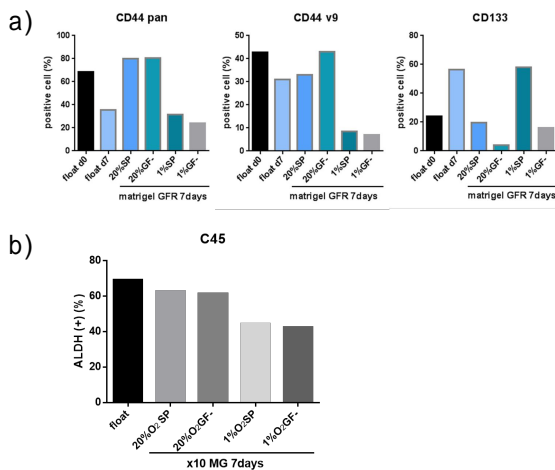 a)
CD44 pan
positive cell (%)
100
80
60
40
20
0
float d0
float d7
20%SP
20%GF-
1%SP
1%GF-
matrigel GFR 7days
CD44 v9
positive cell (%)
50
40
30
20
10
0
float d0
float d7
20%SP
20%GF-
1%SP
1%GF-
matrigel GFR 7days
CD133
positive cell (%)
80
60
40
20
0
float d0
float d7
20%SP
20%GF-
1%SP
1%GF-
matrigel GFR 7days
b)
C45
ALDH (+) (%)
80
60
40
20
0
float
20%O₂ SP
20%O₂GF-
1%O₂SP
1%O₂GF-
x10 MG 7days